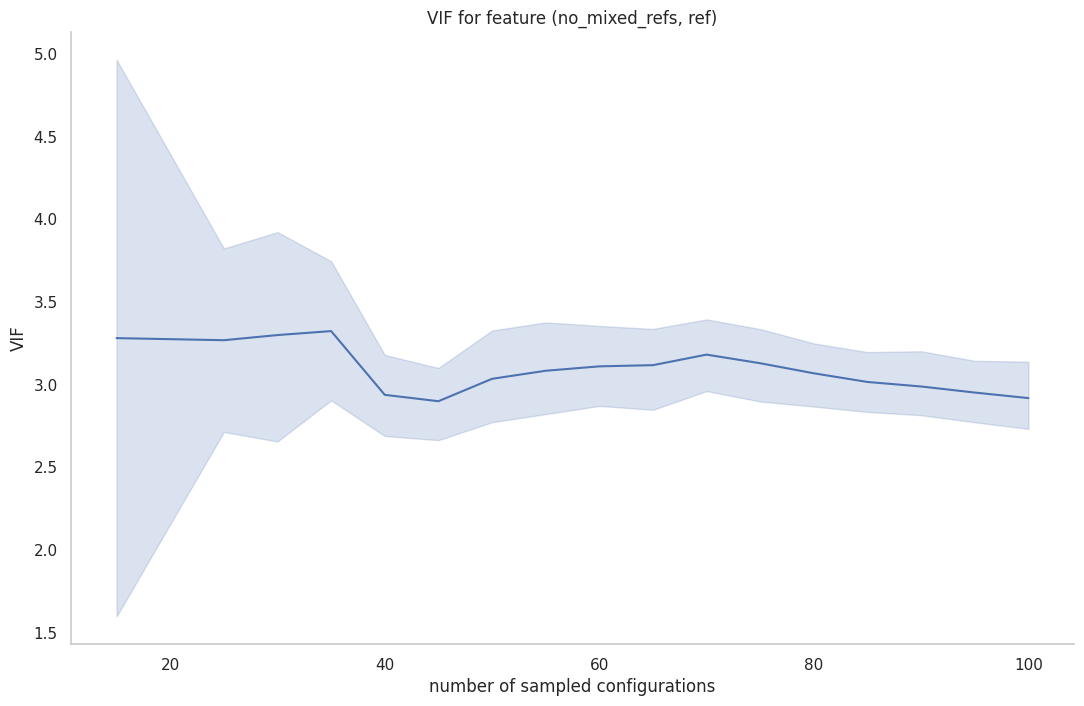 VIF for feature (no_mixed_refs, ref)
5.0
4.5
4.0
3.5
3.0
2.5
2.0
1.5
VIF
20 40 60 80 100
number of sampled configurations